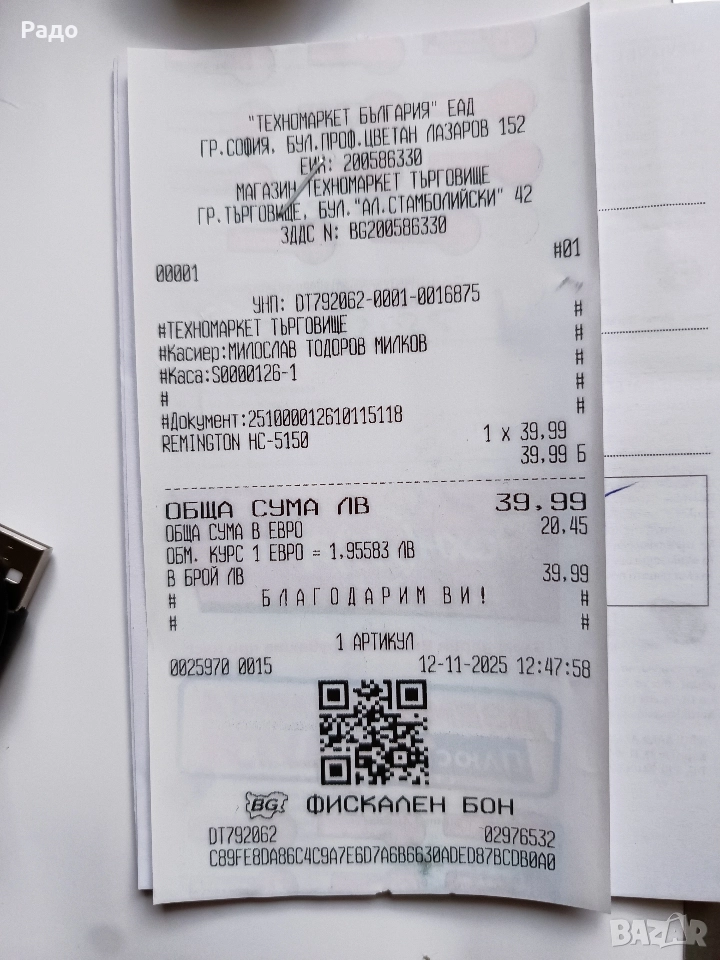 Радо
"ТЕХНОМАРКЕТ БЪЛГАРИЯ" ЕАД
ГР.СОФИЯ, БУЛ.ПРОФ.ЦВЕТАН ЛАЗАРОВ 152
ЕИК: 200586330
МАГАЗИН ТЕХНОМАРКЕТ ТЪРГОВИЩЕ
ГР.ТЪРГОВИЩЕ, БУЛ."АЛ.СТАМБОЛИЙСКИ" 42
ЗДДС N: BG200586330
#01
00001
УНП: DT792062-0001-0016875
#ТЕХНОМАРКЕТ ТЪРГОВИЩЕ #
#Касиер:МИЛОСЛАВ ТОДОРОВ МИЛКОВ #
#Каса:S0000126-1 #
# #
#Документ:251000012610115118 #
REMINGTON HC-5150 1 x 39,99
39,99 Б
ОБЩА СУМА ЛВ 39,99
ОБЩА СУМА В ЕВРО 20,45
ОБМ. КУРС 1 ЕВРО = 1,95583 ЛВ
В БРОЙ ЛВ 39,99
# БЛАГОДАРИМ ВИ! #
# #
1 АРТИКУЛ
0025970 0015 12-11-2025 12:47:58
BG ФИСКАЛЕН БОН
DT792062 02976532
C89FE8DA86C4C9A7E6D7A6B6630ADED87BCDB0A0
BAZAR